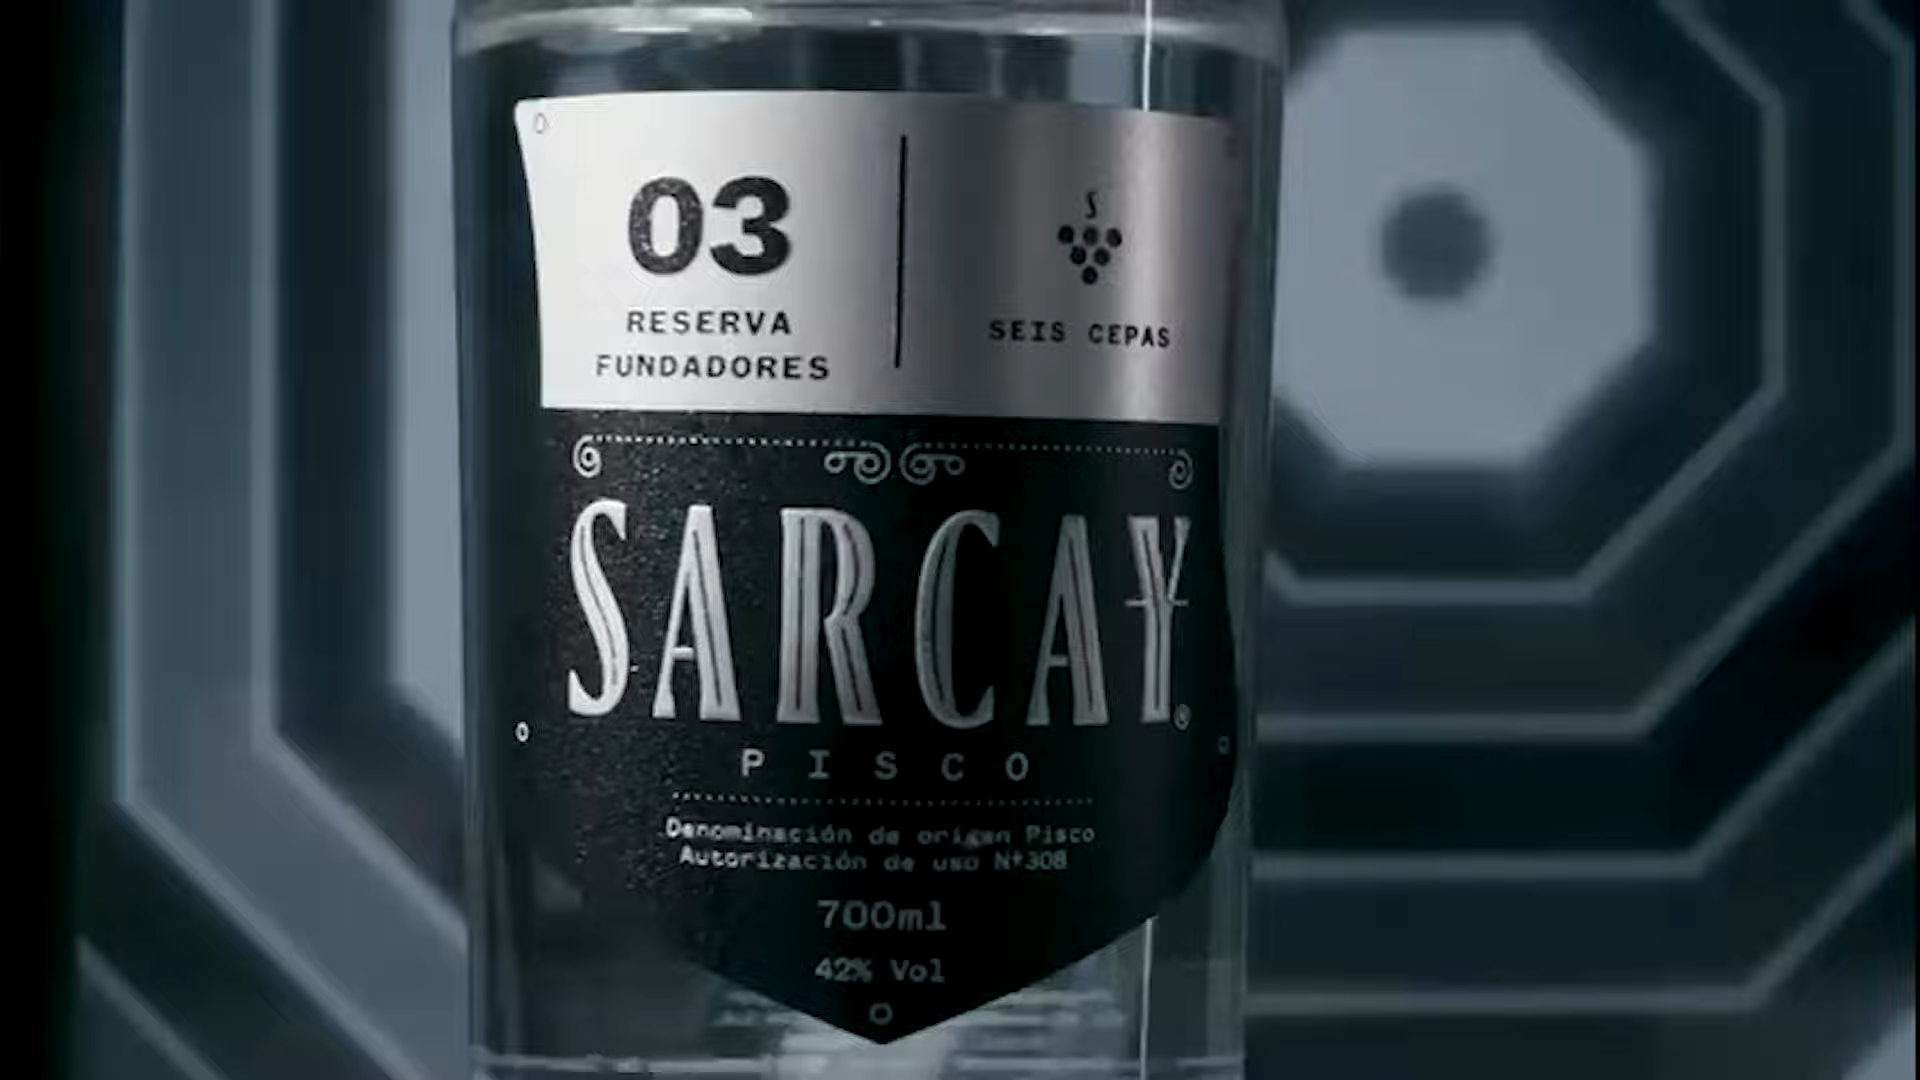 03
RESERVA
FUNDADORES
S
SEIS CEPAS
SARCAY
PISCO
Denominación de origen Pisco
Autorización de uso N°308
700ml
42% Vol